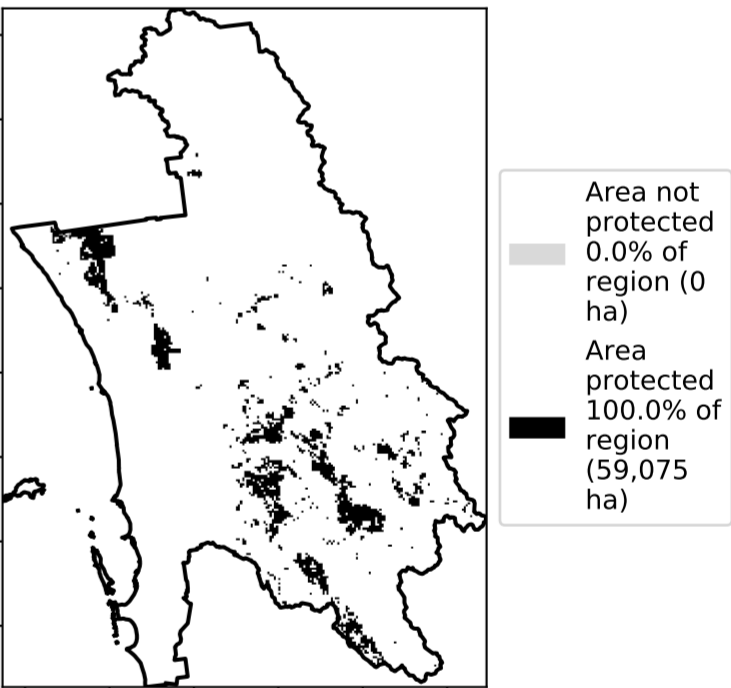 Area not
protected
0.0% of
region (0
ha)
Area
protected
100.0% of
region
(59,075
ha)